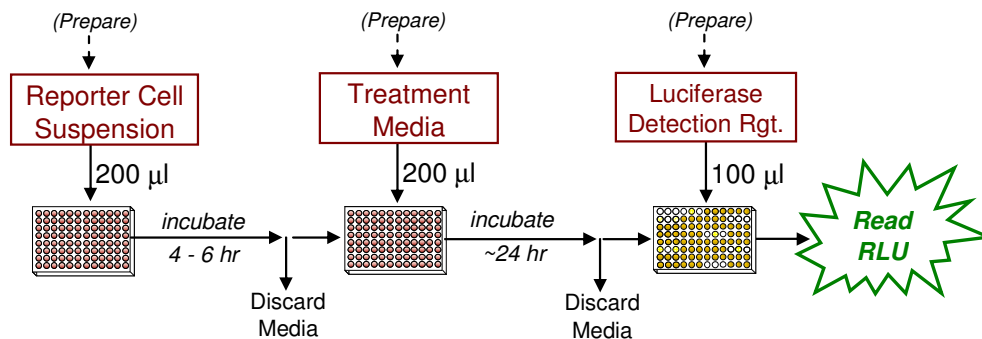 (Prepare)
(Prepare)
(Prepare)
Reporter Cell
Suspension
Treatment
Media
Luciferase
Detection Rgt.
200 µl
200 µl
100 µl
incubate
4 - 6 hr
incubate
~24 hr
Read
RLU
Discard
Media
Discard
Media